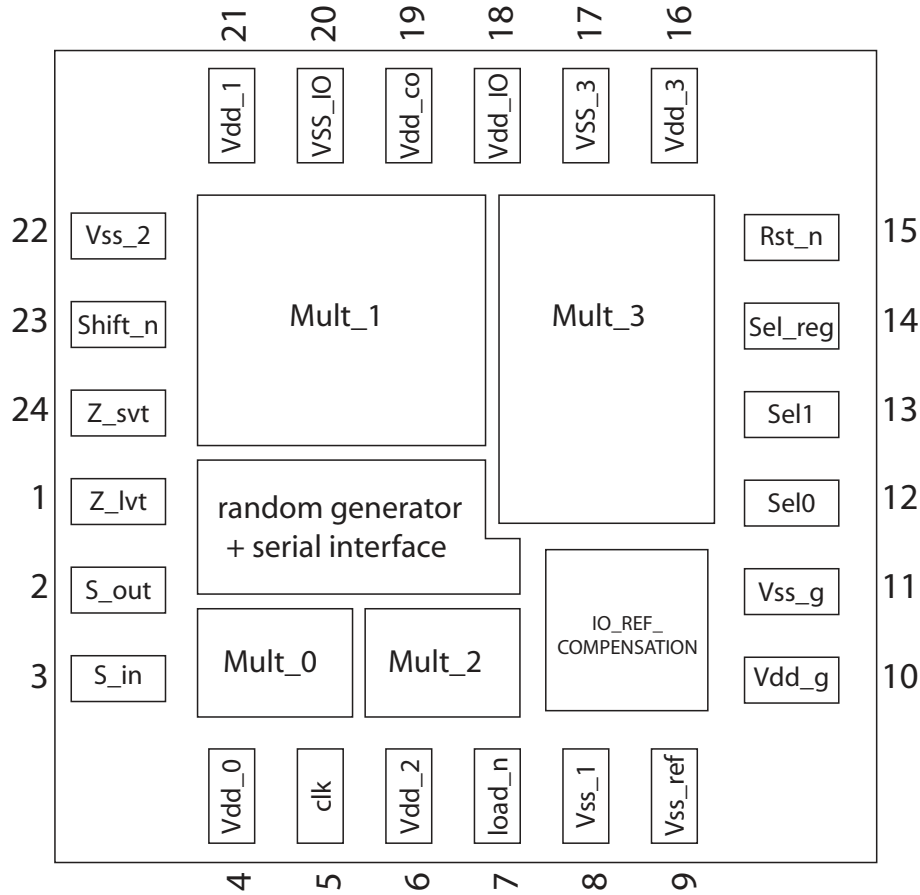 21 20 19 18 17 16
Vdd_1 VSS_IO Vdd_co Vdd_IO VSS_3 Vdd_3
22 Vss_2 Rst_n 15
23 Shift_n Mult_1 Mult_3 Sel_reg 14
24 Z_svt Sel1 13
1 Z_lvt Sel0 12
random generator
+ serial interface
2 S_out Vss_g 11
IO_REF_
COMPENSATION
3 S_in Mult_0 Mult_2 Vdd_g 10
Vdd_0 clk Vdd_2 load_n Vss_1 Vss_ref
4 5 6 7 8 9